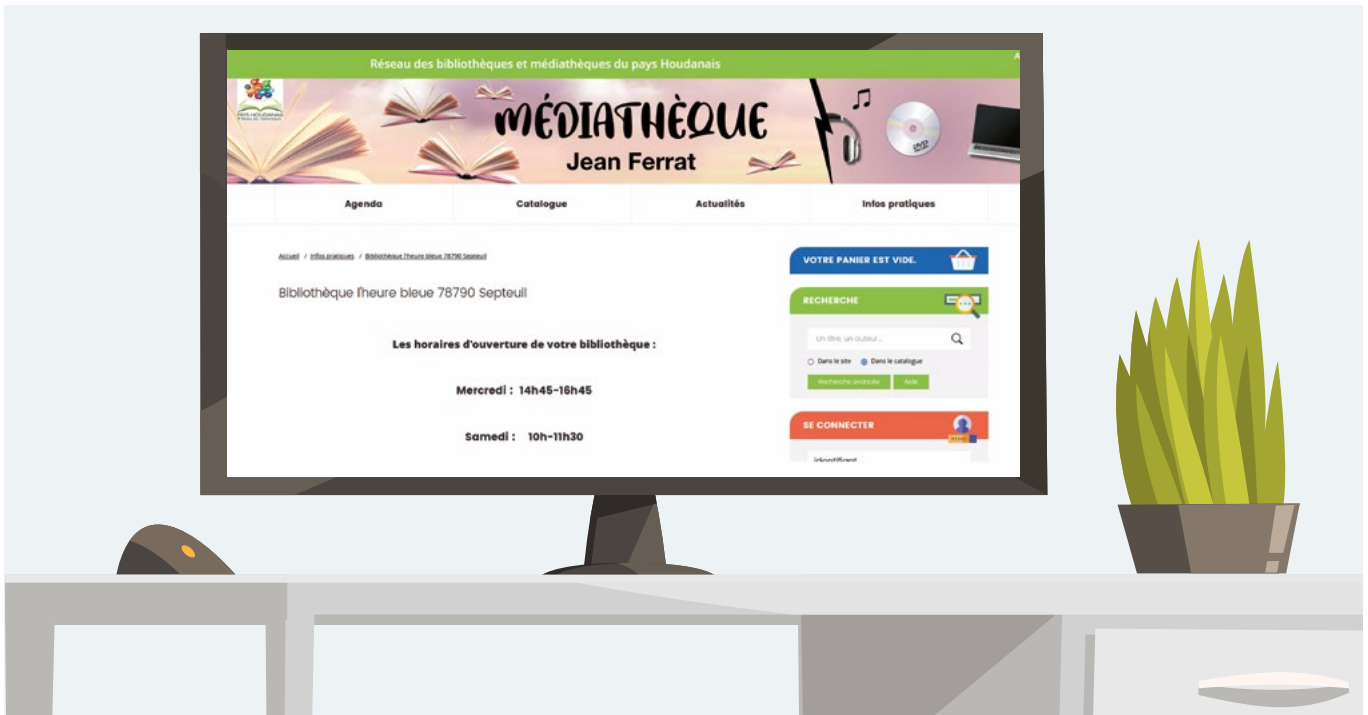 Réseau des bibliothèques et médiathèques du pays Houdanais
A
PAYS HOUDANAIS
MÉDIATHÈQUE
Jean Ferrat
DVD
Agenda
Catalogue
Actualités
Infos pratiques
Accueil / Infos pratiques / Bibliothèque l'heure bleue 78790 Septeuil
VOTRE PANIER EST VIDE.
Bibliothèque l'heure bleue 78790 Septeuil
RECHERCHE
Les horaires d'ouverture de votre bibliothèque :
Un titre, un auteur...
Dans le site Dans le catalogue
Recherche avancée Aide
Mercredi : 14h45-16h45
SE CONNECTER
Samedi : 10h-11h30
identifiant